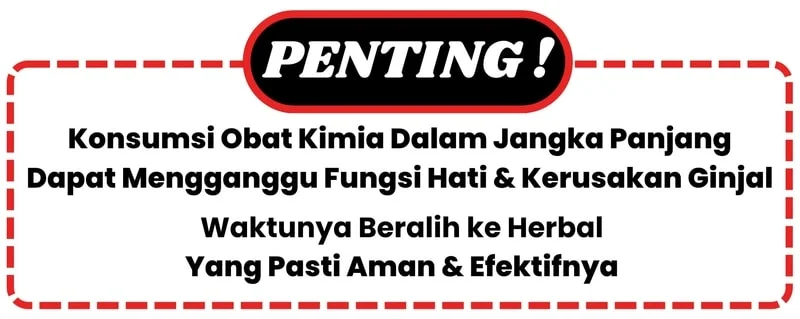 PENTING !
Konsumsi Obat Kimia Dalam Jangka Panjang
Dapat Mengganggu Fungsi Hati & Kerusakan Ginjal
Waktunya Beralih ke Herbal
Yang Pasti Aman & Efektifnya